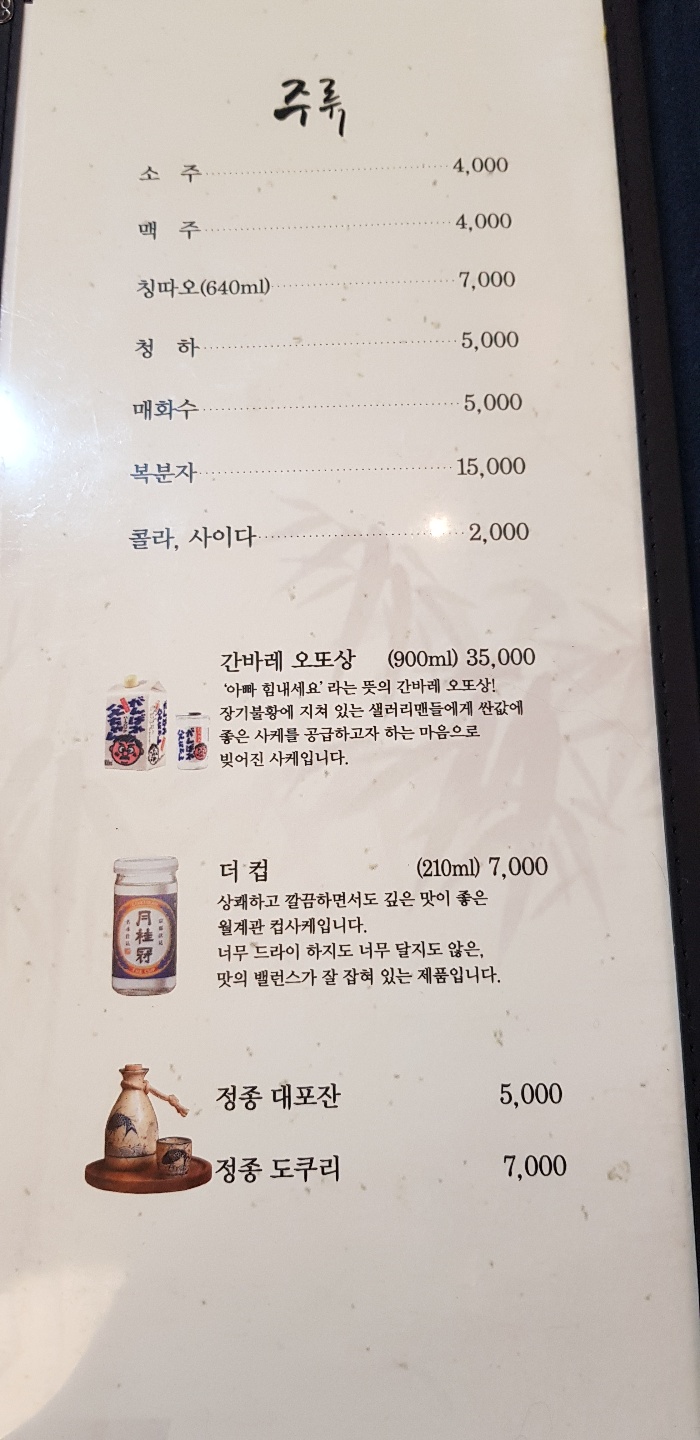 주류
소 주 4,000
맥 주 4,000
칭따오(640ml) 7,000
청 하 5,000
매화수 5,000
복분자 15,000
콜라, 사이다 2,000
간바레 오또상 (900ml) 35,000
'아빠 힘내세요' 라는 뜻의 간바레 오또상!
장기불황에 지쳐 있는 샐러리맨들에게 싼값에
좋은 사케를 공급하고자 하는 마음으로
빚어진 사케입니다.
더 컵 (210ml) 7,000
상쾌하고 깔끔하면서도 깊은 맛이 좋은
월계관 컵사케입니다.
너무 드라이 하지도 너무 달지도 않은,
맛의 밸런스가 잘 잡혀 있는 제품입니다.
月桂冠
정종 대포잔 5,000
정종 도쿠리 7,000